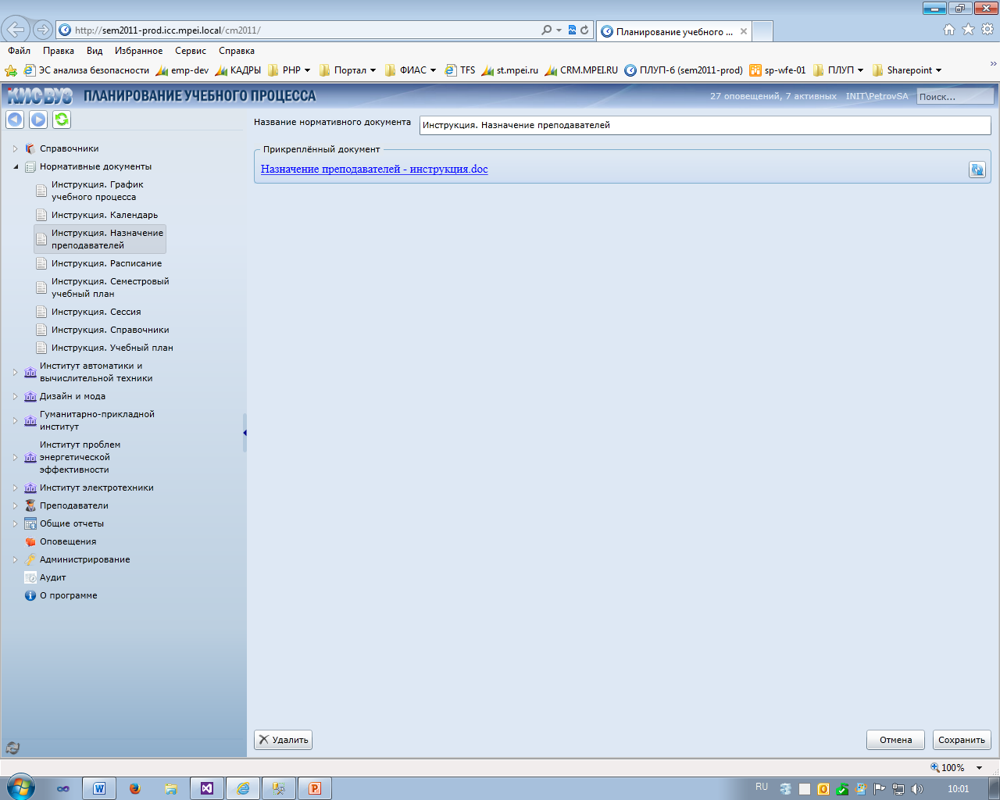 http://sem2011-prod.icc.mpei.local/cm2011/
Планирование учебного ...
Файл Правка Вид Избранное Сервис Справка
ЭС анализа безопасности emp-dev КАДРЫ PHP Портал ФИАС TFS st.mpei.ru CRM.MPEI.RU ПЛУП-6 (sem2011-prod) sp-wfe-01 ПЛУП Sharepoint
КИС ВУЗ ПЛАНИРОВАНИЕ УЧЕБНОГО ПРОЦЕССА
27 оповещений, 7 активных INIT\PetrovSA Поиск...
Название нормативного документа Инструкция. Назначение преподавателей
Прикреплённый документ
Назначение преподавателей - инструкция.doc
Справочники
Нормативные документы
Инструкция. График
учебного процесса
Инструкция. Календарь
Инструкция. Назначение
преподавателей
Инструкция. Расписание
Инструкция. Семестровый
учебный план
Инструкция. Сессия
Инструкция. Справочники
Инструкция. Учебный план
Институт автоматики и
вычислительной техники
Дизайн и мода
Гуманитарно-прикладной
институт
Институт проблем
энергетической
эффективности
Институт электротехники
Преподаватели
Общие отчеты
Оповещения
Администрирование
Аудит
О программе
Удалить Отмена Сохранить
100%
RU 10:01